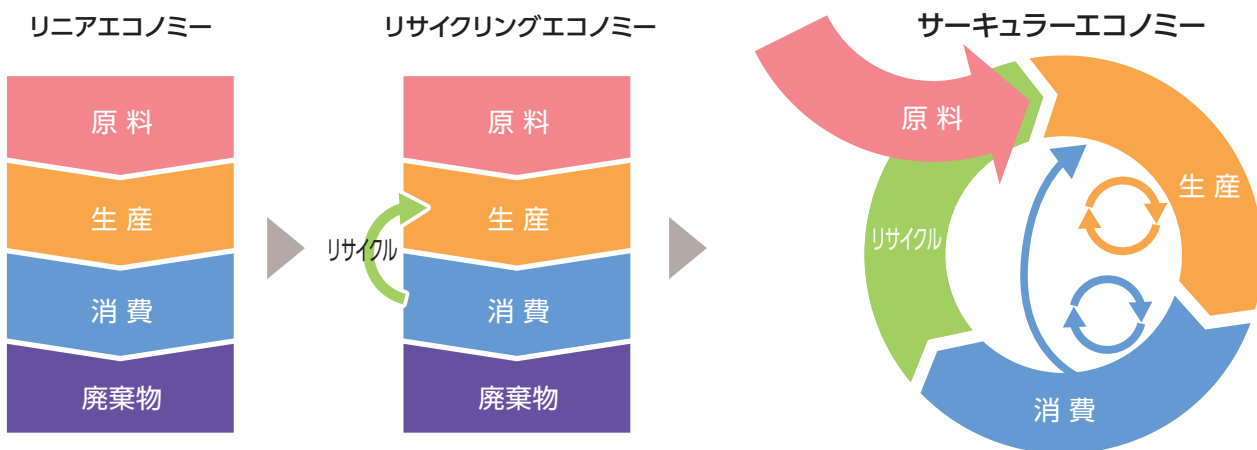 リニアエコノミー
原料
生産
消費
廃棄物
リサイクリングエコノミー
原料
生産
リサイクル
消費
廃棄物
サーキュラーエコノミー
原料
生産
リサイクル
消費